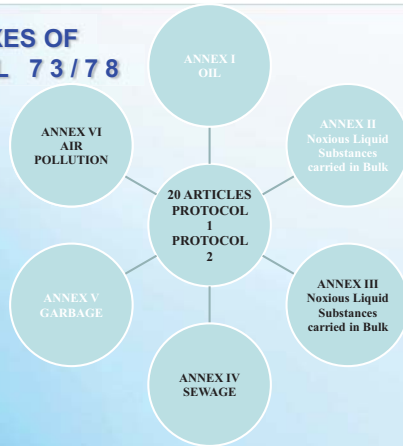 XES OF
L 73/78
ANNEX I
OIL
ANNEX II
Noxious Liquid
Substances
carried in Bulk
ANNEX III
Noxious Liquid
Substances
carried in Bulk
ANNEX IV
SEWAGE
ANNEX V
GARBAGE
ANNEX VI
AIR
POLLUTION
20 ARTICLES
PROTOCOL
1
PROTOCOL
2